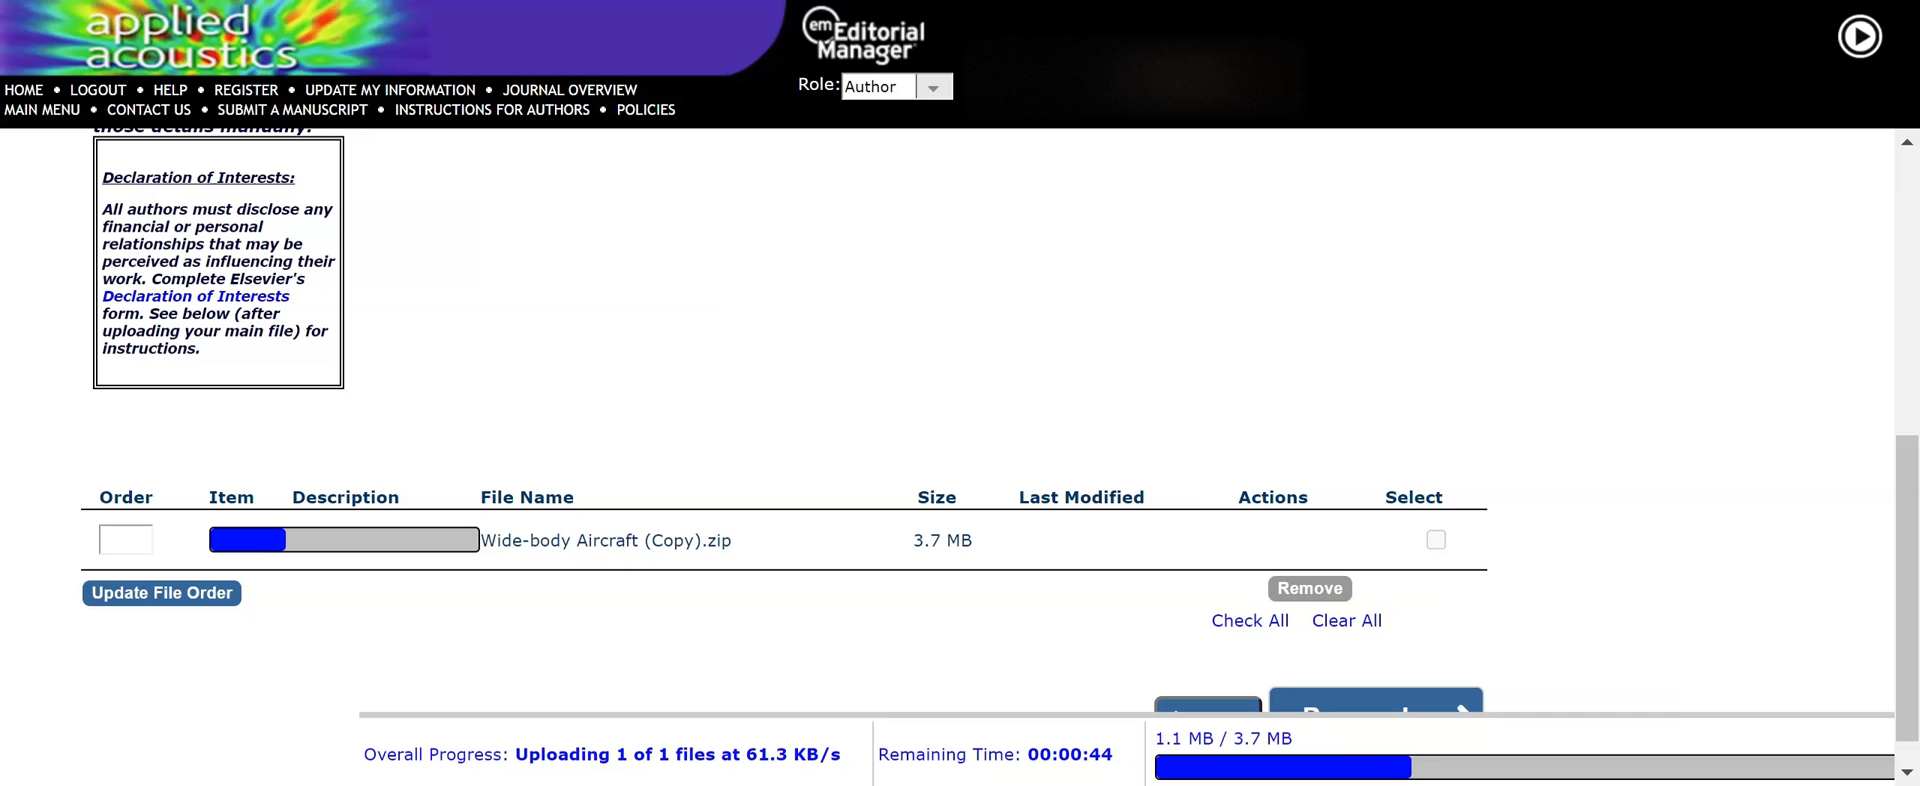 applied
acoustics
em Editorial
Manager
Role: Author
HOME • LOGOUT • HELP • REGISTER • UPDATE MY INFORMATION • JOURNAL OVERVIEW
MAIN MENU • CONTACT US • SUBMIT A MANUSCRIPT • INSTRUCTIONS FOR AUTHORS • POLICIES
those details manually.
Declaration of Interests:
All authors must disclose any
financial or personal
relationships that may be
perceived as influencing their
work. Complete Elsevier's
Declaration of Interests
form. See below (after
uploading your main file) for
instructions.
Order Item Description File Name Size Last Modified Actions Select
Wide-body Aircraft (Copy).zip 3.7 MB
Update File Order
Remove
Check All Clear All
Overall Progress: Uploading 1 of 1 files at 61.3 KB/s
Remaining Time: 00:00:44
1.1 MB / 3.7 MB